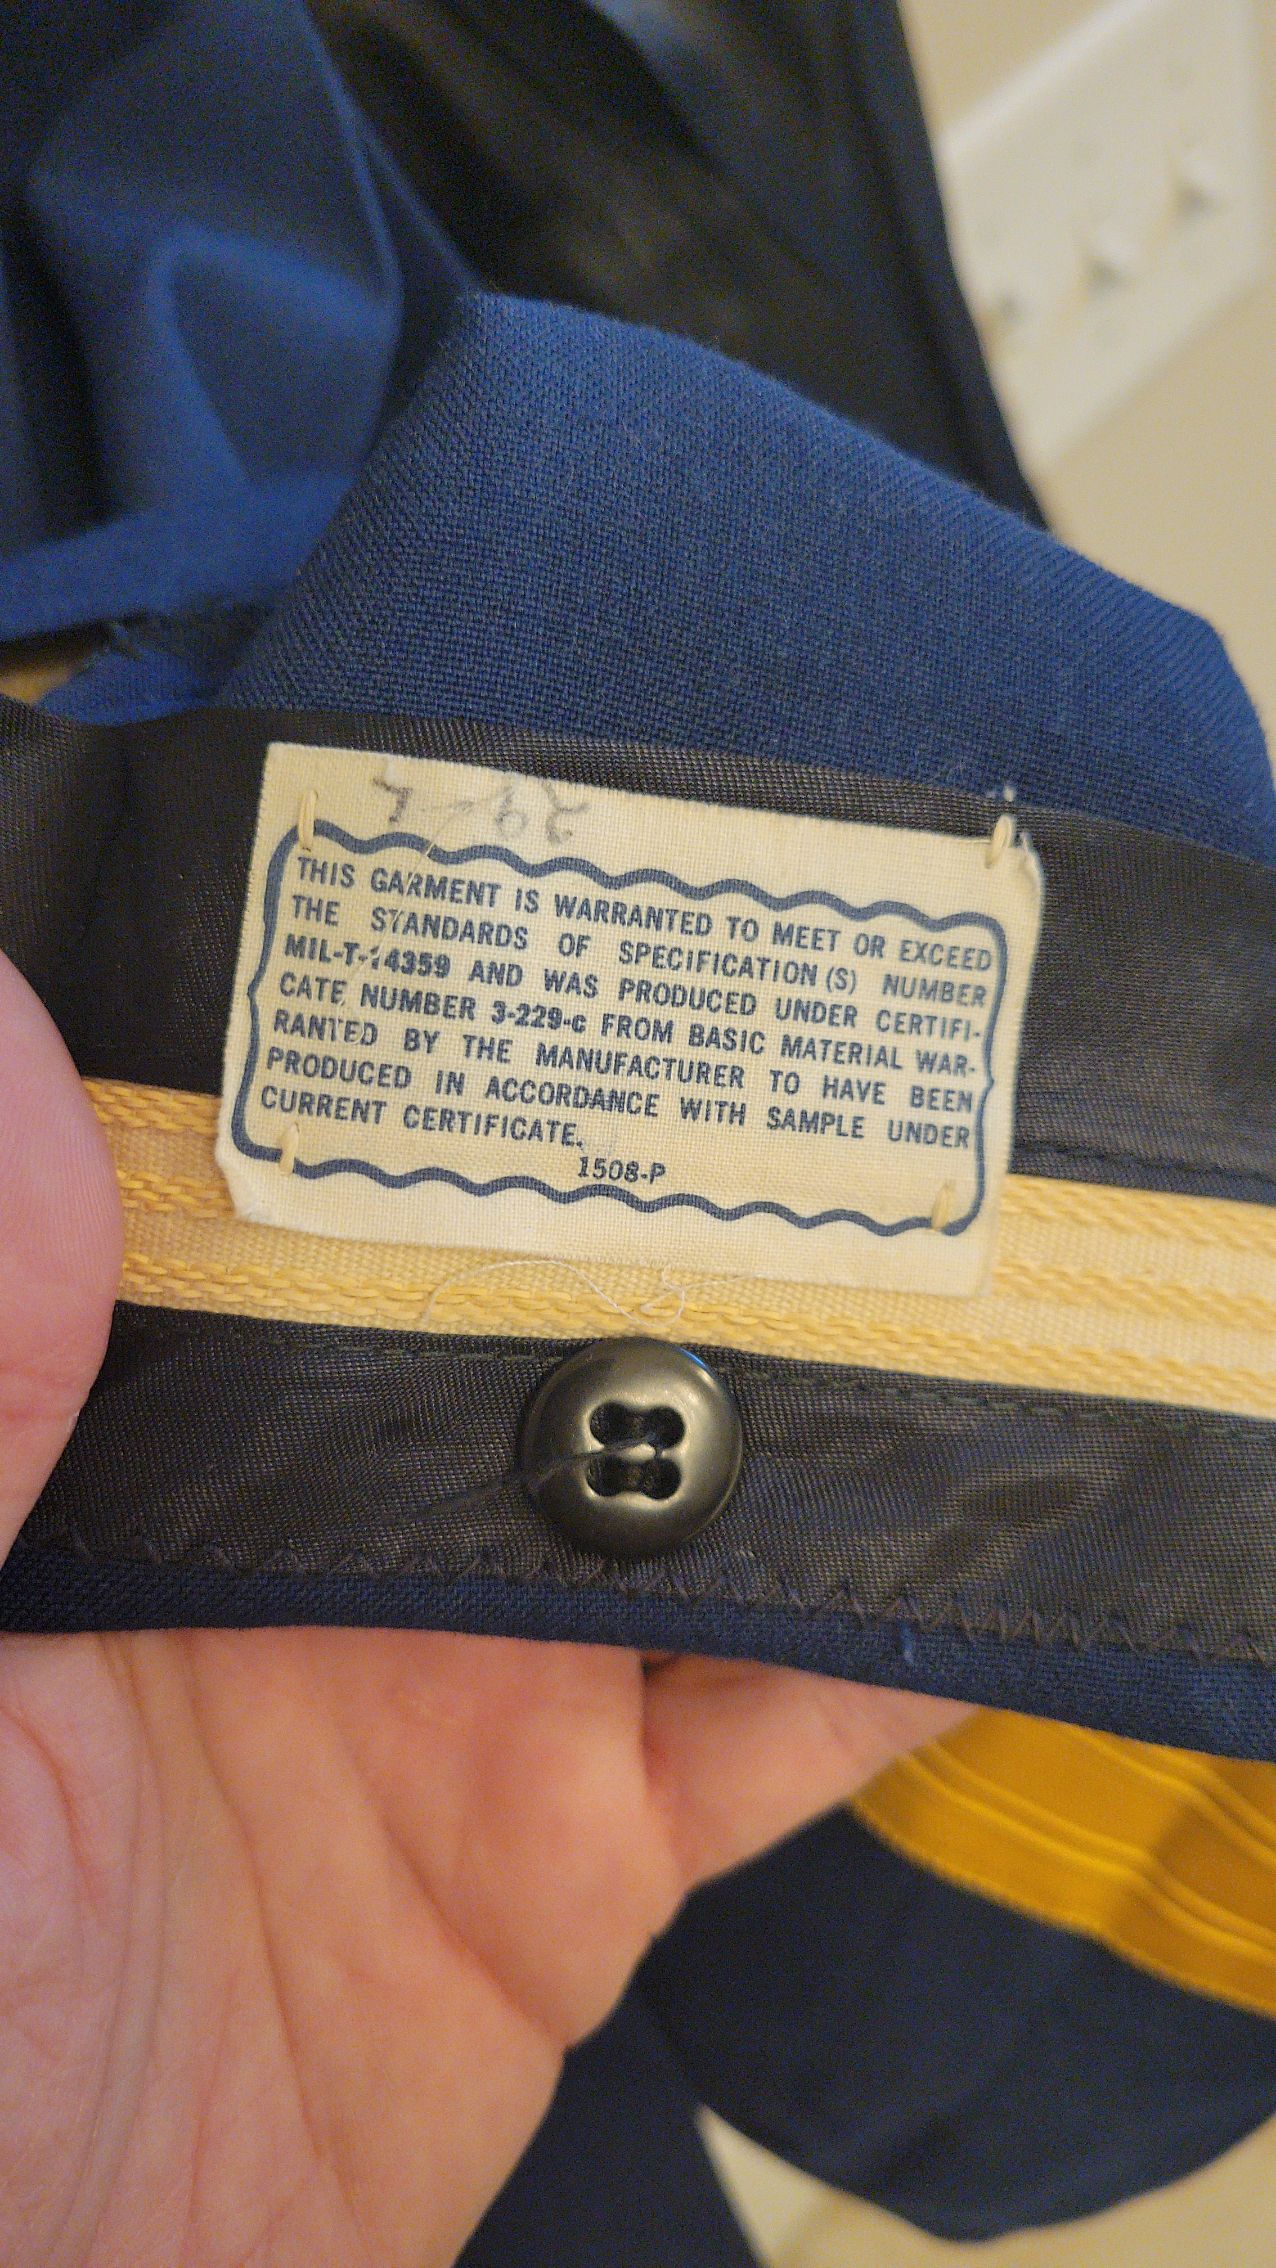 29-L
THIS GARMENT IS WARRANTED TO MEET OR EXCEED
THE STANDARDS OF SPECIFICATION (S) NUMBER
MIL-T-14359 AND WAS PRODUCED UNDER CERTIFI-
CATE NUMBER 3-229-c FROM BASIC MATERIAL WAR-
RANTED BY THE MANUFACTURER TO HAVE BEEN
PRODUCED IN ACCORDANCE WITH SAMPLE UNDER
CURRENT CERTIFICATE.
1508-P